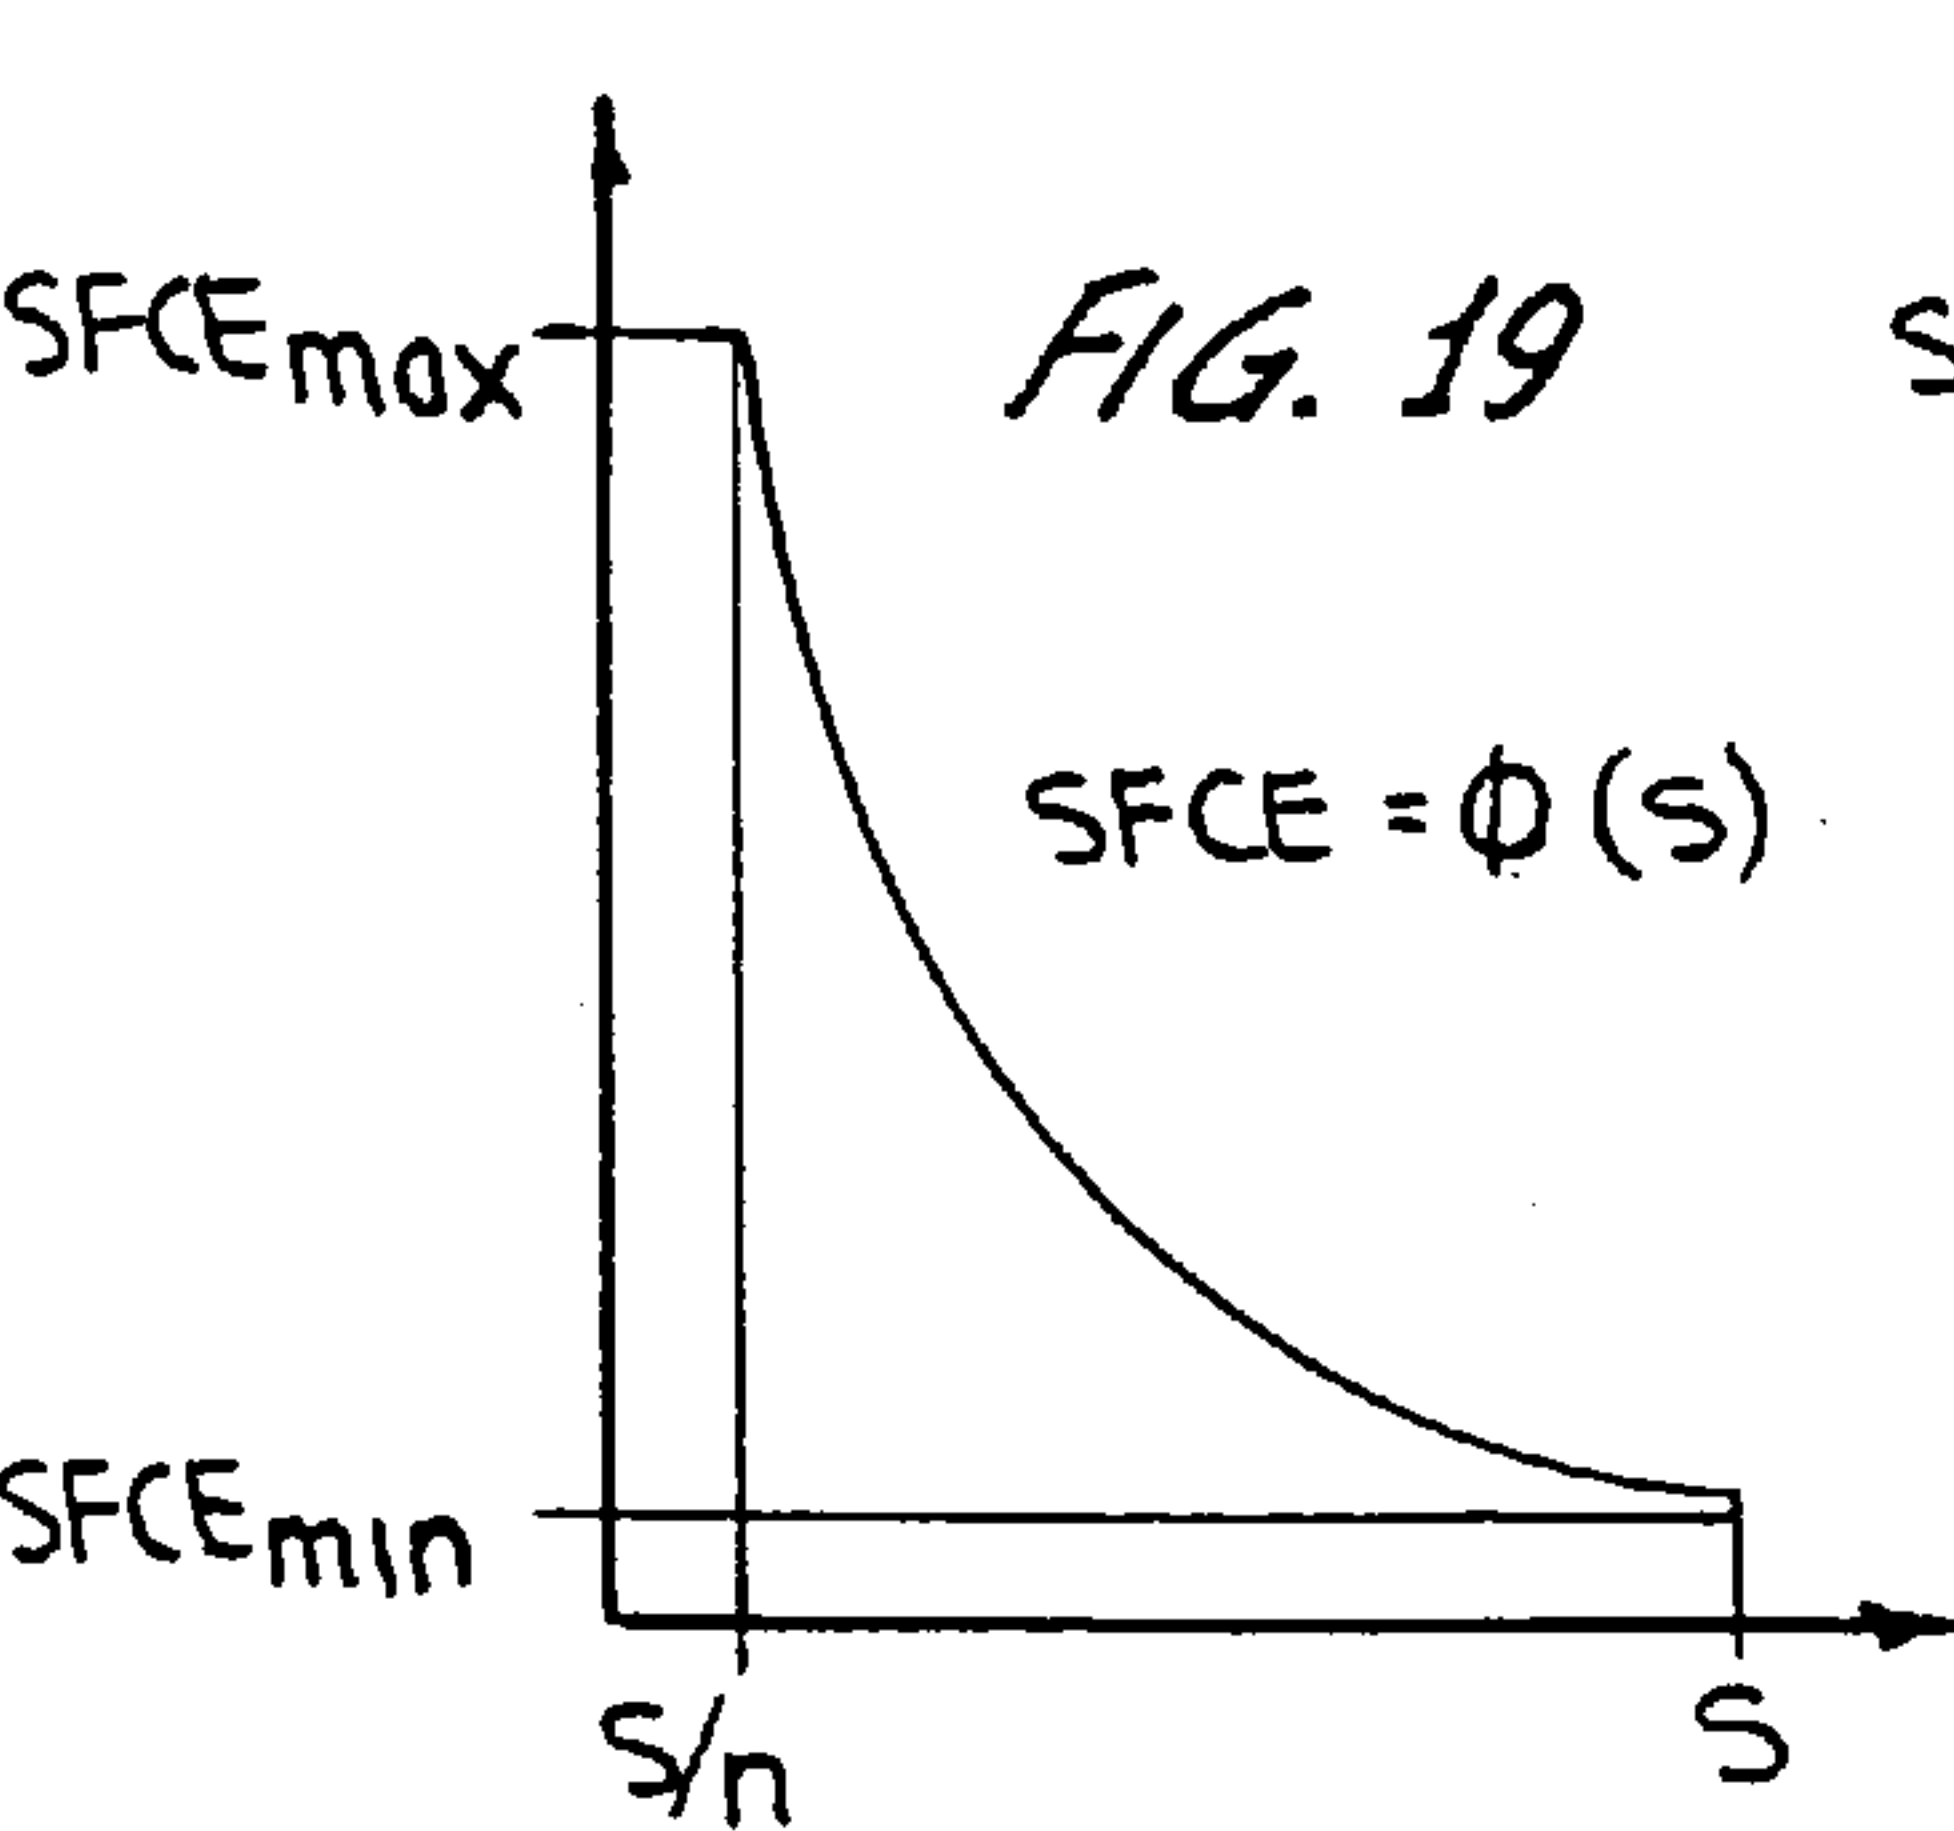 FIG. 19
SFCEmax
SFCE = Φ (s)
SFCEmin
S/n
S